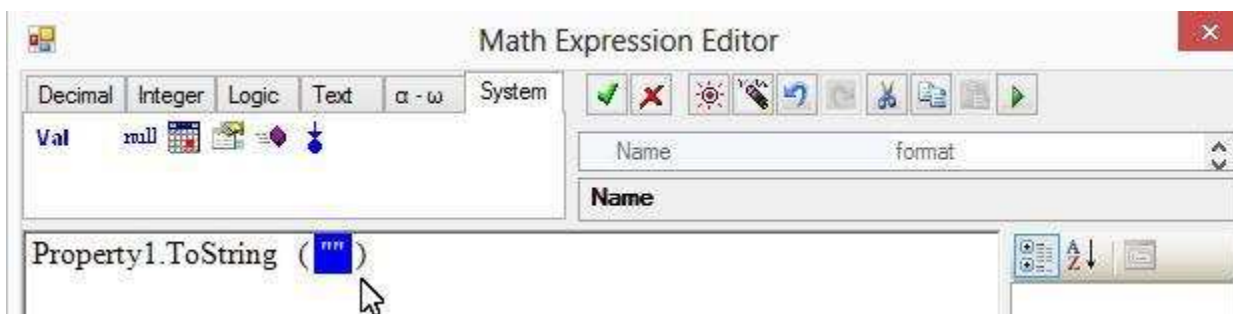 Math Expression Editor
Decimal Integer Logic Text α - ω System
Val null
Name format
Name
Property1.ToString ("")
A
Z